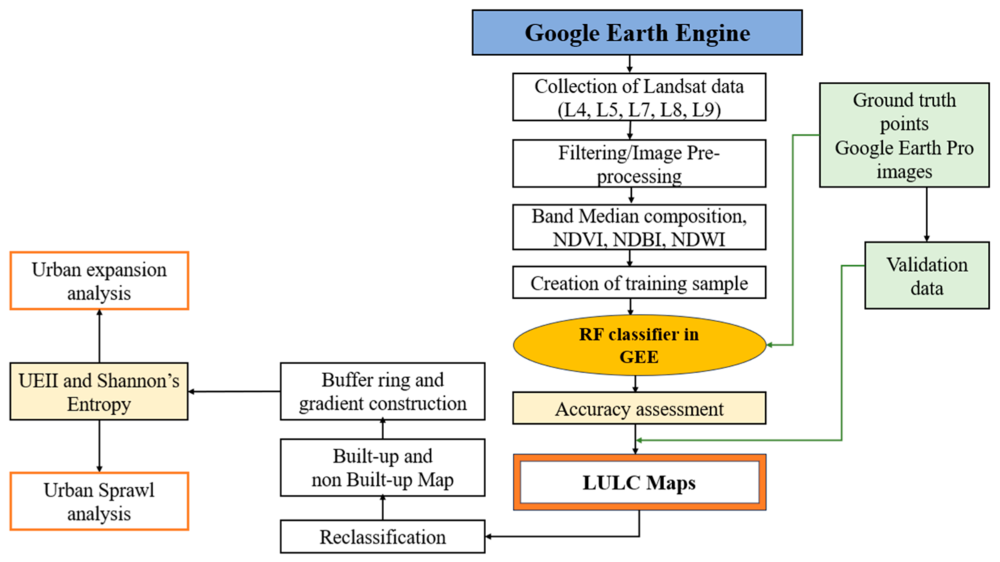 Google Earth Engine
Collection of Landsat data
(L4, L5, L7, L8, L9)
Filtering/Image Pre-
processing
Band Median composition,
NDVI, NDBI, NDWI
Creation of training sample
RF classifier in
GEE
Accuracy assessment
LULC Maps
Ground truth
points
Google Earth Pro
images
Validation
data
Reclassification
Built-up and
non Built-up Map
Buffer ring and
gradient construction
UEII and Shannon’s
Entropy
Urban expansion
analysis
Urban Sprawl
analysis